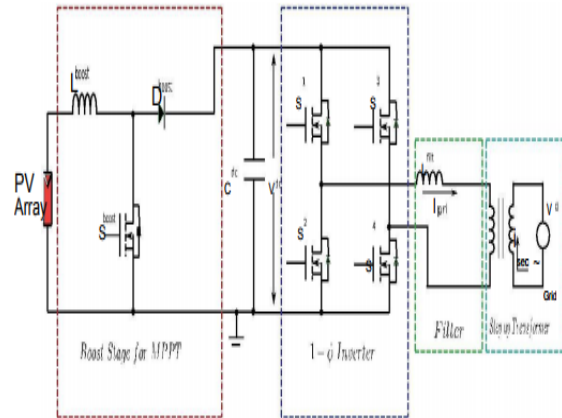 L boost
D boost
PV
Array
S boost
C dc
V dc
S 1
S 3
S 2
S 4
L filt
I pri
I sec
V g
~
Grid
Boost Stage for MPPT
1 - ϕ Inverter
Filter
Step up Transformer